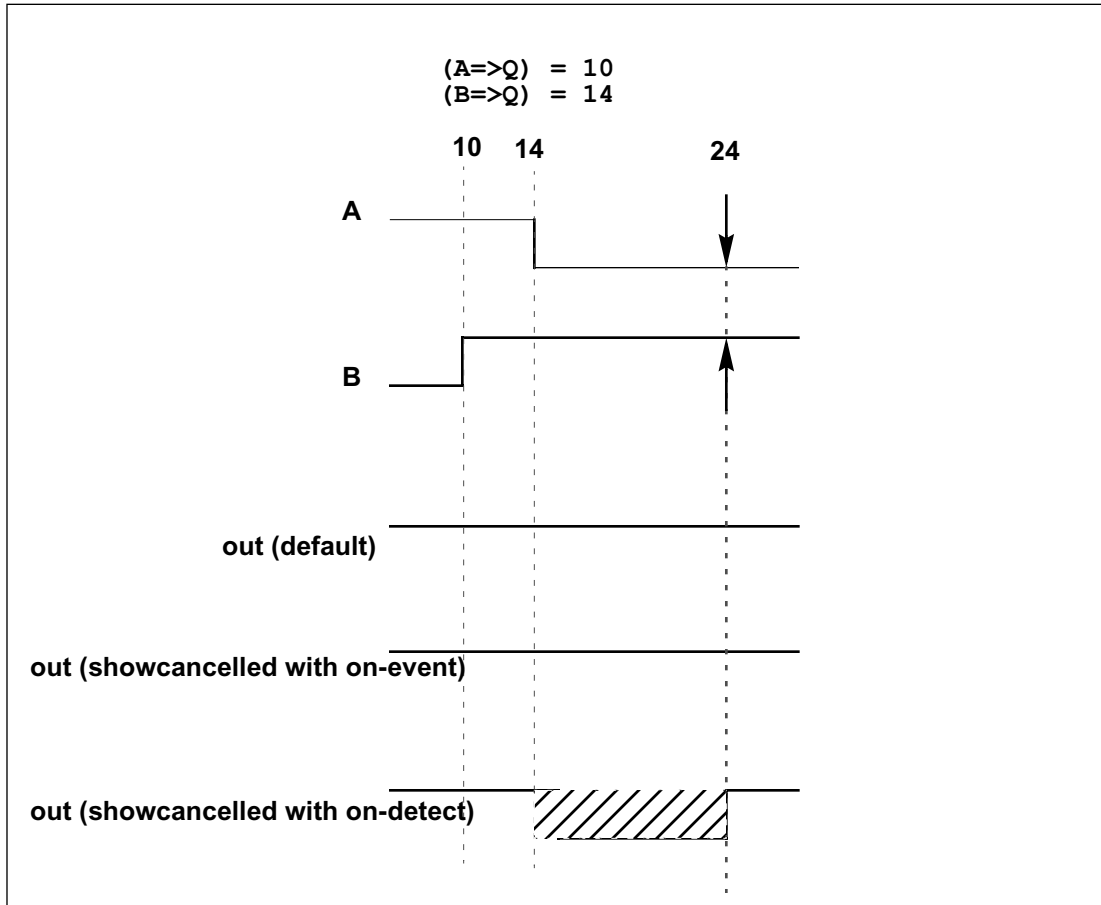 (A=>Q) = 10
(B=>Q) = 14
10 14 24
A
B
out (default)
out (showcancelled with on-event)
out (showcancelled with on-detect)